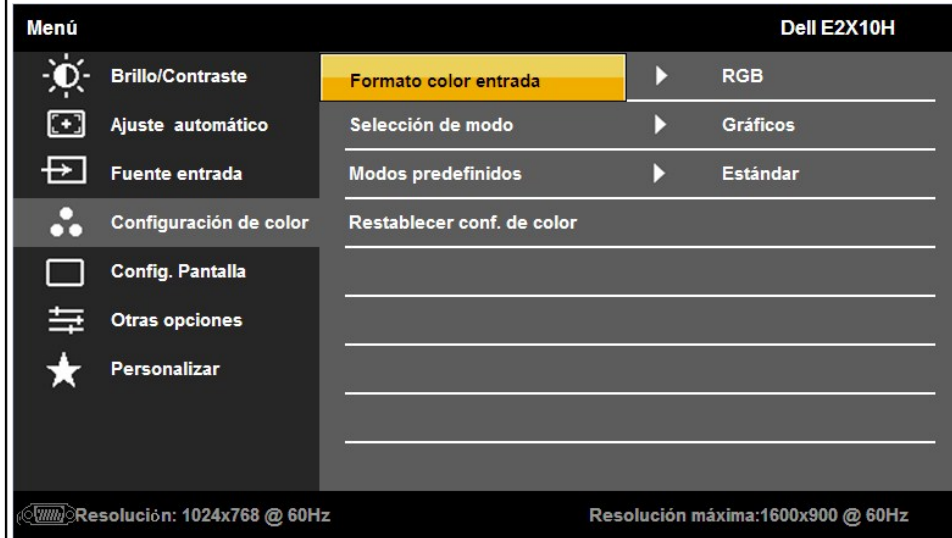 Menú Dell E2X10H
Brillo/Contraste Formato color entrada RGB
Ajuste automático Selección de modo Gráficos
Fuente entrada Modos predefinidos Estándar
Configuración de color Restablecer conf. de color
Config. Pantalla
Otras opciones
Personalizar
Resolución: 1024x768 @ 60Hz Resolución máxima:1600x900 @ 60Hz